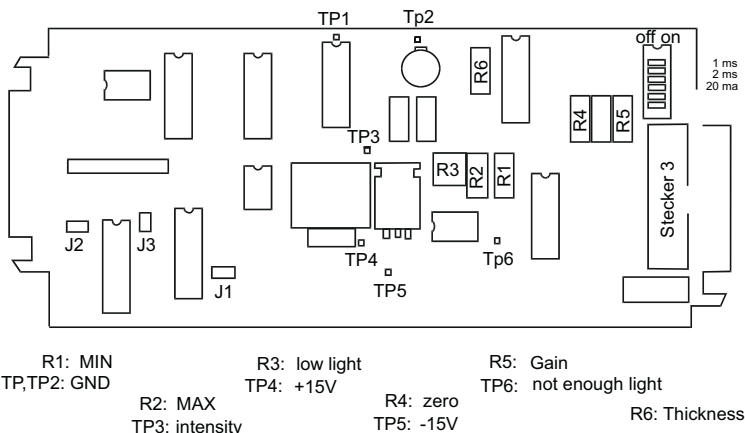 TP1
Tp2
off on
1 ms
2 ms
20 ma
R6
R4
R5
TP3
R3
R2
R1
Stecker 3
J2
J3
TP4
Tp6
J1
TP5
R1: MIN
R3: low light
R5: Gain
TP,TP2: GND
TP4: +15V
TP6: not enough light
R2: MAX
R4: zero
R6: Thickness
TP3: intensity
TP5: -15V